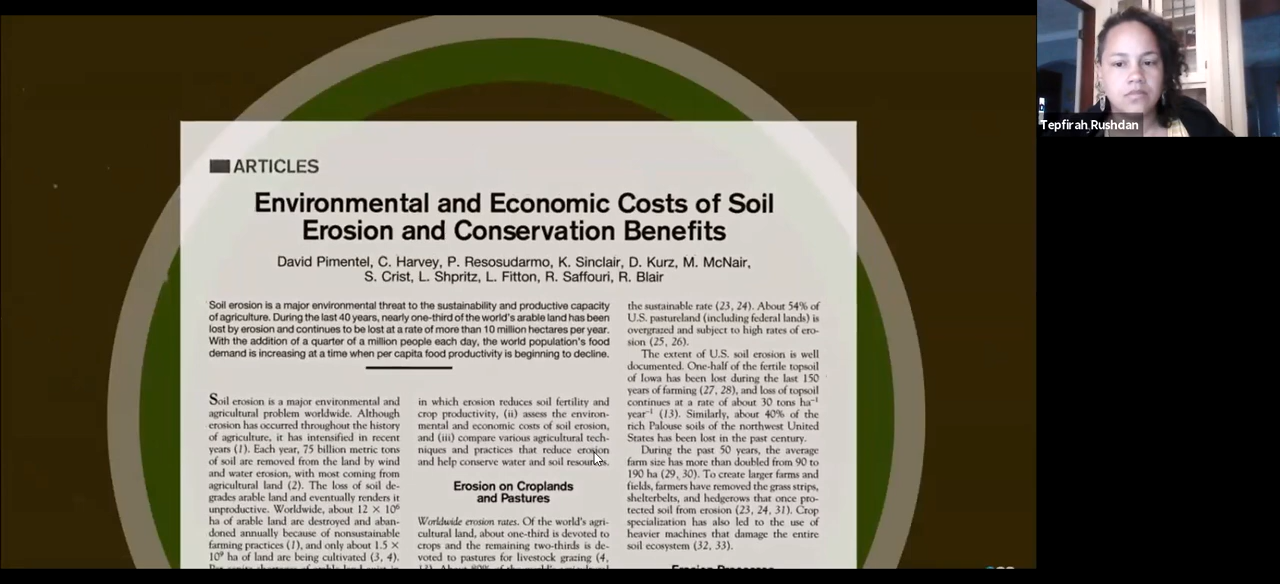 ARTICLES
Environmental and Economic Costs of Soil
Erosion and Conservation Benefits
David Pimentel, C. Harvey, P. Resosudarmo, K. Sinclair, D. Kurz, M. McNair,
S. Crist, L. Shpritz, L. Fitton, R. Saffouri, R. Blair
Soil erosion is a major environmental threat to the sustainability and productive capacity
of agriculture. During the last 40 years, nearly one-third of the world's arable land has been
lost by erosion and continues to be lost at a rate of more than 10 million hectares per year.
With the addition of a quarter of a million people each day, the world population's food
demand is increasing at a time when per capita food productivity is beginning to decline.
Soil erosion is a major environmental and
agricultural problem worldwide. Although
erosion has occurred throughout the history
of agriculture, it has intensified in recent
years (1). Each year, 75 billion metric tons
of soil are removed from the land by wind
and water erosion, with most coming from
agricultural land (2). The loss of soil de-
grades arable land and eventually renders it
unproductive. Worldwide, about 12 × 10⁶
ha of arable land are destroyed and aban-
doned annually because of nonsustainable
farming practices (1), and only about 1.5 ×
10⁹ ha of land are being cultivated (3, 4).
in which erosion reduces soil fertility and
crop productivity, (ii) assess the environ-
mental and economic costs of soil erosion,
and (iii) compare various agricultural tech-
niques and practices that reduce erosion
and help conserve water and soil resources.
Erosion on Croplands
and Pastures
Worldwide erosion rates. Of the world's agri-
cultural land, about one-third is devoted to
crops and the remaining two-thirds is de-
voted to pastures for livestock grazing (4,
the sustainable rate (23, 24). About 54% of
U.S. pastureland (including federal lands) is
overgrazed and subject to high rates of ero-
sion (25, 26).
The extent of U.S. soil erosion is well
documented. One-half of the fertile topsoil
of Iowa has been lost during the last 150
years of farming (27, 28), and loss of topsoil
continues at a rate of about 30 tons ha⁻¹
year⁻¹ (13). Similarly, about 40% of the
rich Palouse soils of the northwest United
States has been lost in the past century.
During the past 50 years, the average
farm size has more than doubled from 90 to
190 ha (29, 30). To create larger farms and
fields, farmers have removed the grass strips,
shelterbelts, and hedgerows that once pro-
tected soil from erosion (23, 24, 31). Crop
specialization has also led to the use of
heavier machines that damage the entire
soil ecosystem (32, 33).
Tepfirah Rushdan